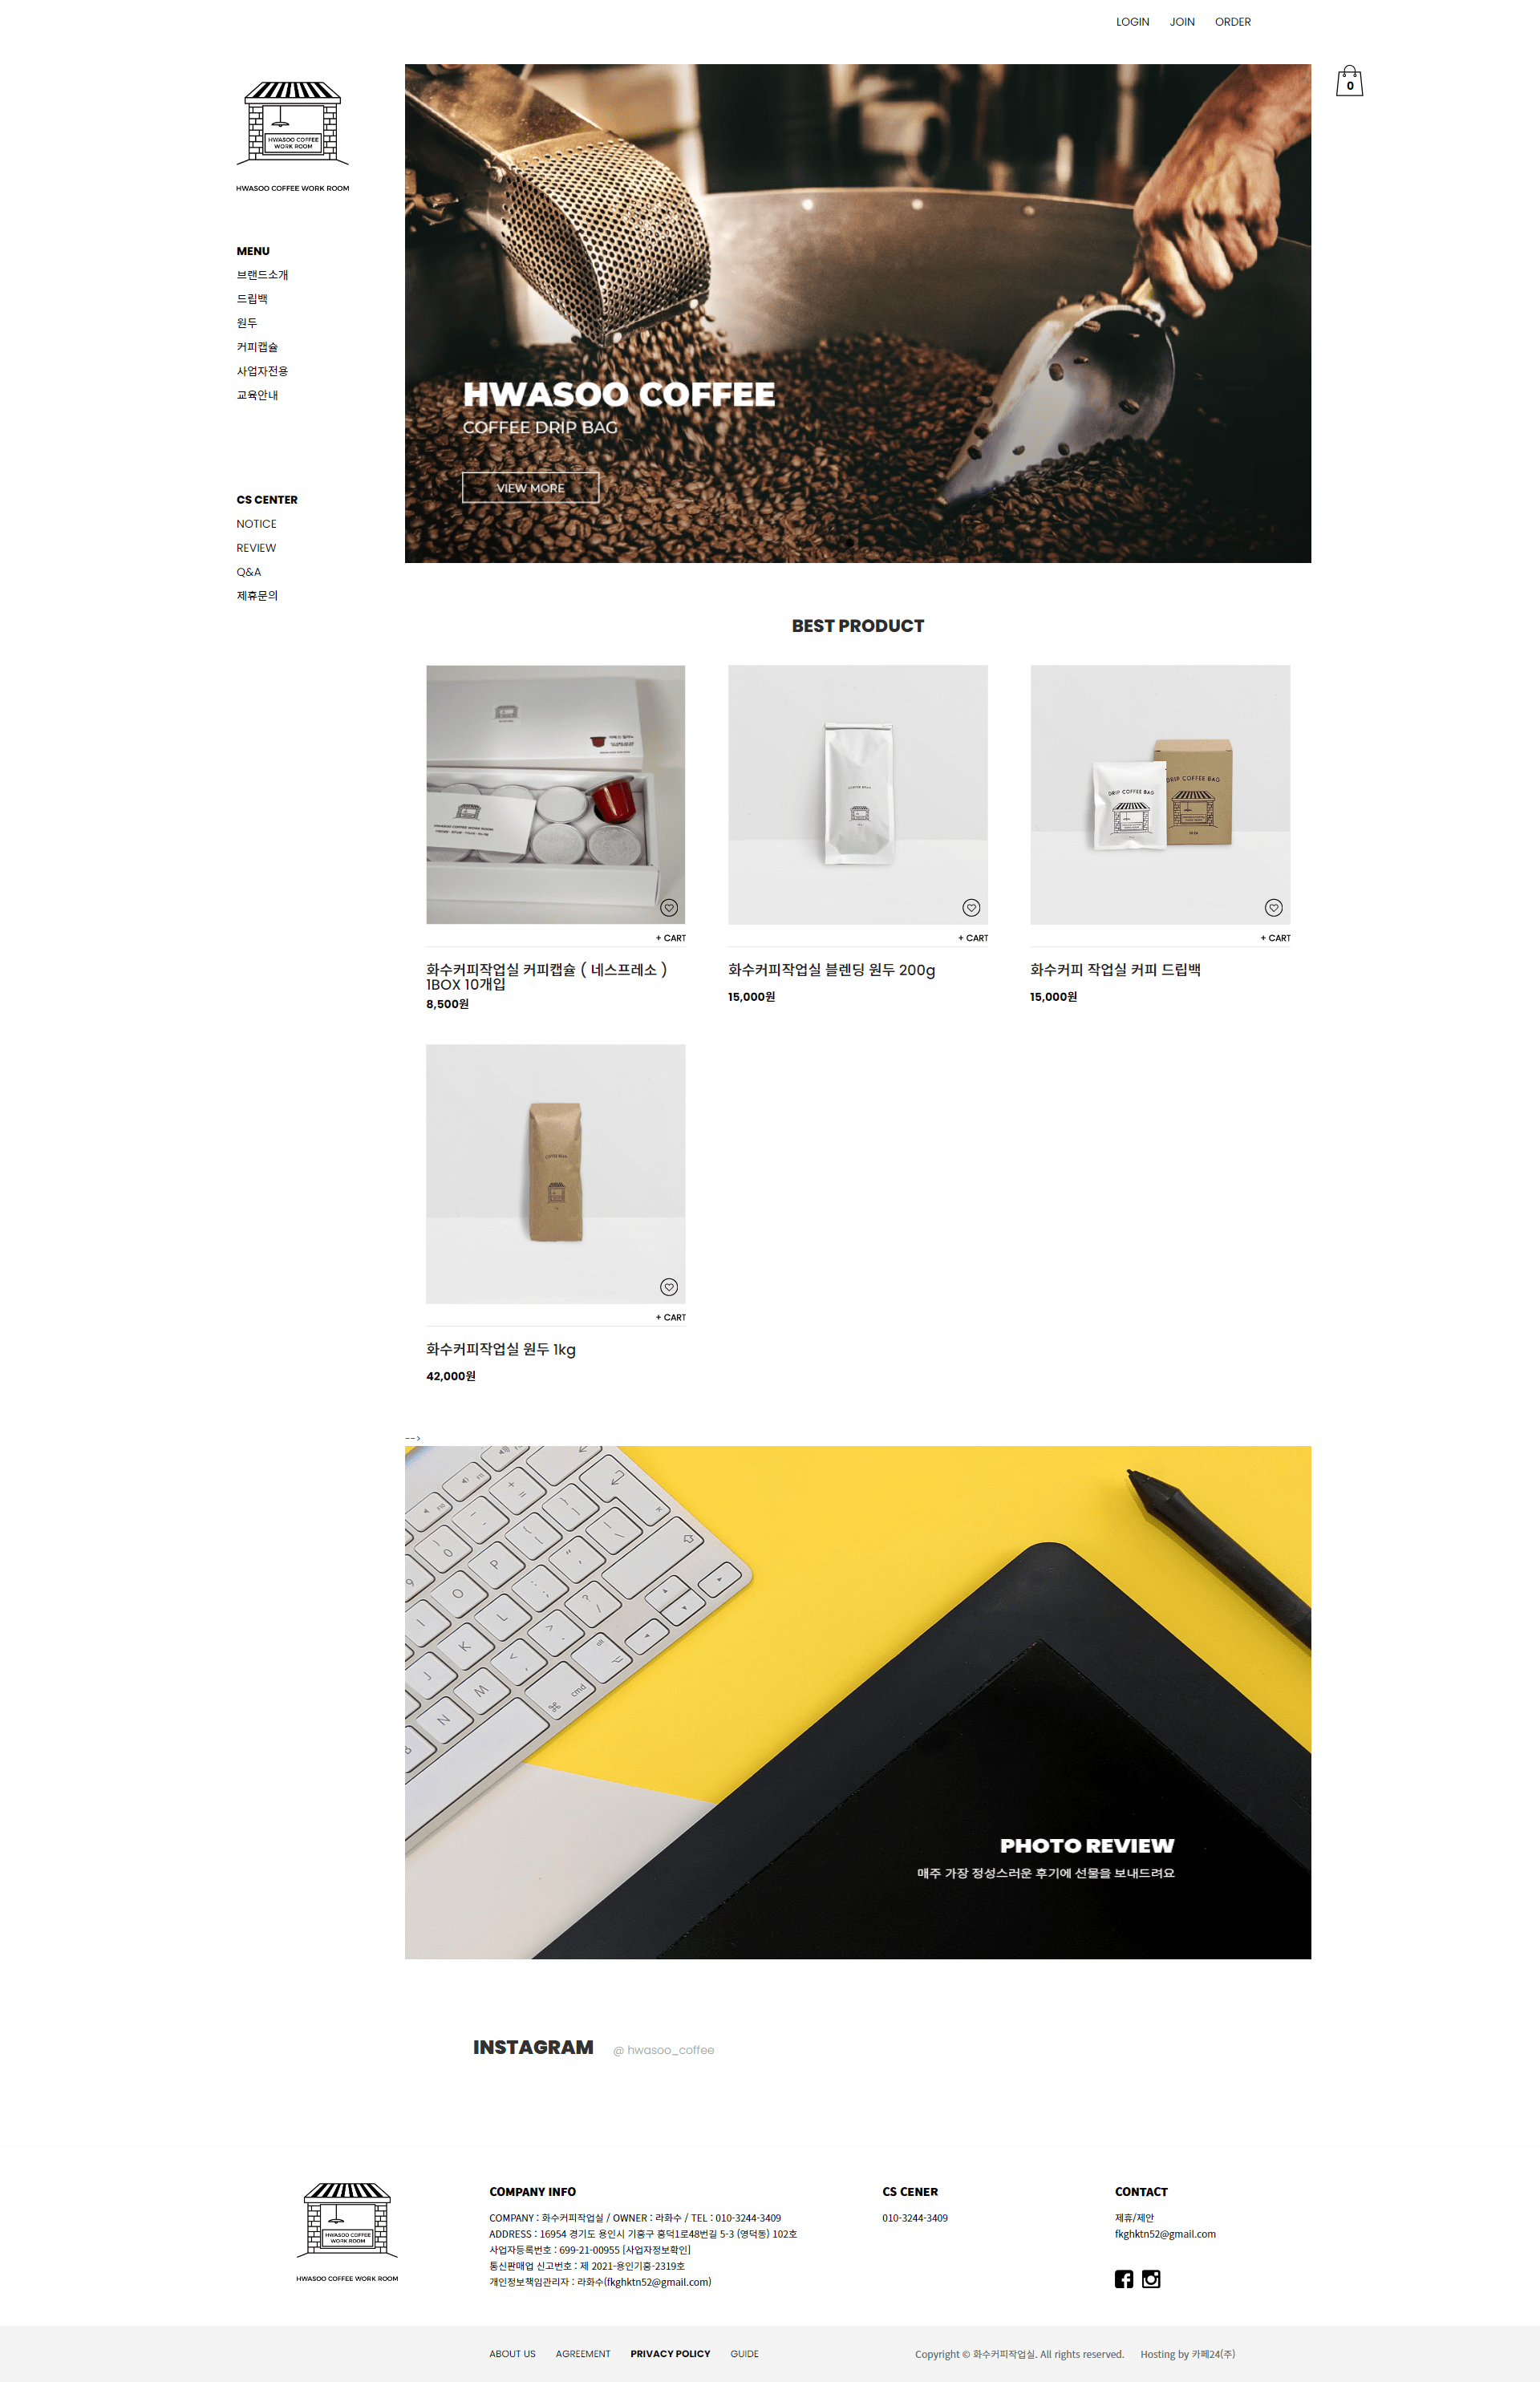 LOGIN JOIN ORDER
0
HWASOO COFFEE
WORK ROOM
HWASOO COFFEE WORK ROOM
MENU
브랜드소개
드립백
원두
커피캡슐
사업자전용
교육안내
CS CENTER
NOTICE
REVIEW
Q&A
제휴문의
HWASOO COFFEE
COFFEE DRIP BAG
VIEW MORE
BEST PRODUCT
DRIP COFFEE BAG
DRIP COFFEE BAG
+ CART
+ CART
+ CART
화수커피작업실 커피캡슐 ( 네스프레소 )
1BOX 10개입
8,500원
화수커피작업실 블렌딩 원두 200g
15,000원
화수커피 작업실 커피 드립백
15,000원
+ CART
화수커피작업실 원두 1kg
42,000원
-->
PHOTO REVIEW
매주 가장 정성스러운 후기에 선물을 보내드려요
INSTAGRAM @ hwasoo_coffee
HWASOO COFFEE
WORK ROOM
HWASOO COFFEE WORK ROOM
COMPANY INFO
COMPANY : 화수커피작업실 / OWNER : 라화수 / TEL : 010-3244-3409
ADDRESS : 16954 경기도 용인시 기흥구 흥덕1로48번길 5-3 (영덕동) 102호
사업자등록번호 : 699-21-00955 [사업자정보확인]
통신판매업 신고번호 : 제 2021-용인기흥-2319호
개인정보책임관리자 : 라화수(fkghktn52@gmail.com)
CS CENER
010-3244-3409
CONTACT
제휴/제안
fkghktn52@gmail.com
ABOUT US AGREEMENT PRIVACY POLICY GUIDE
Copyright © 화수커피작업실. All rights reserved. Hosting by 카페24(주)